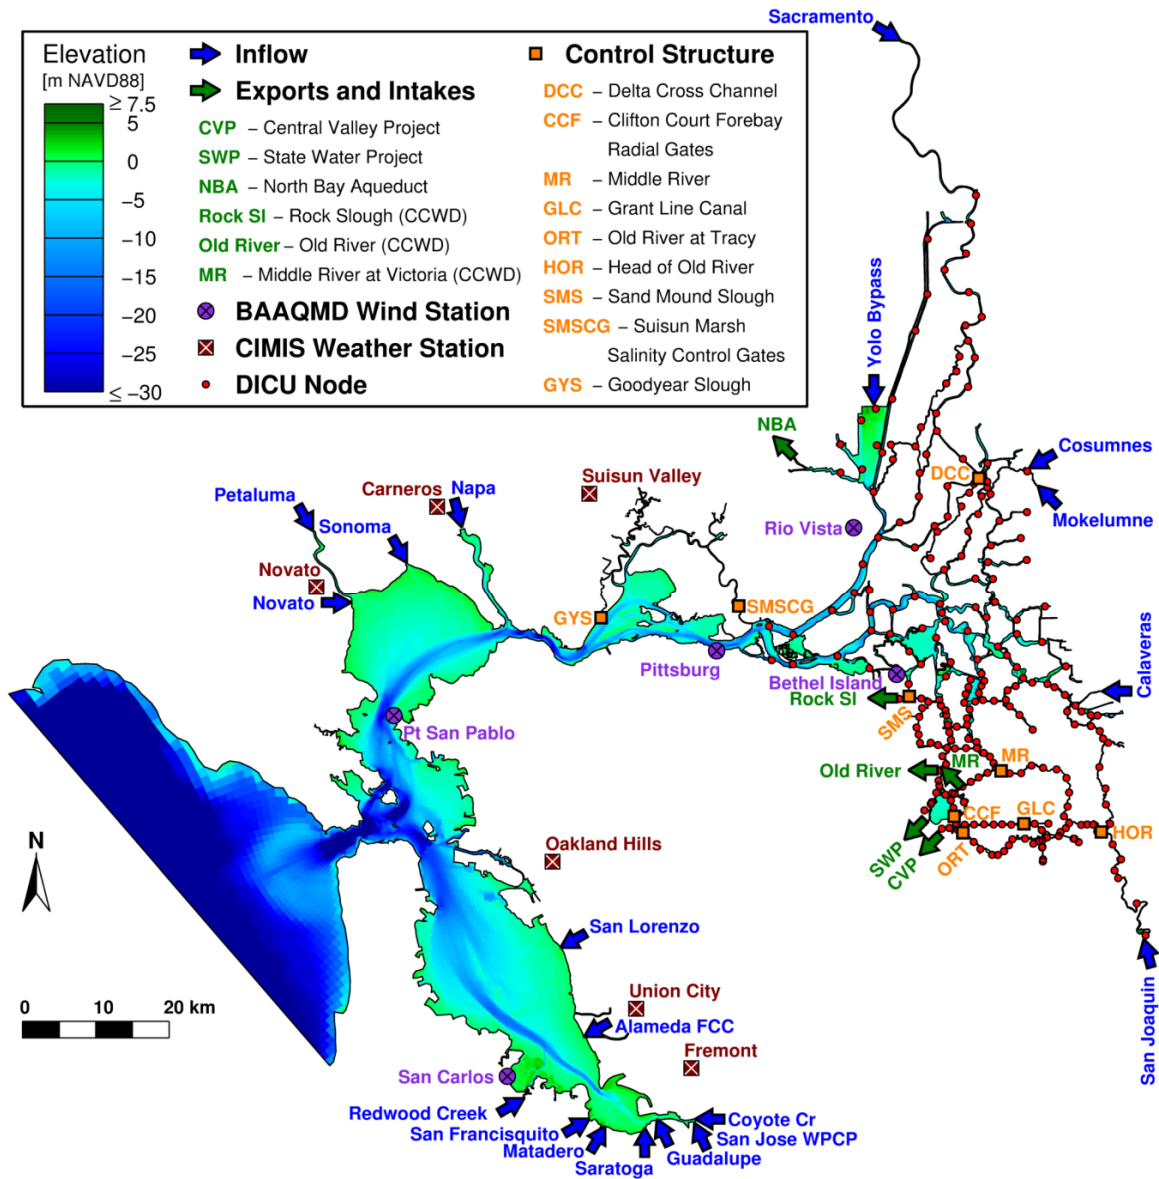 Sacramento
Elevation
[m NAVD88]
≥ 7.5
5
0
−5
−10
−15
−20
−25
≤ −30
Inflow
Exports and Intakes
CVP – Central Valley Project
SWP – State Water Project
NBA – North Bay Aqueduct
Rock Sl – Rock Slough (CCWD)
Old River – Old River (CCWD)
MR – Middle River at Victoria (CCWD)
BAAQMD Wind Station
CIMIS Weather Station
DICU Node
Control Structure
DCC – Delta Cross Channel
CCF – Clifton Court Forebay
Radial Gates
MR – Middle River
GLC – Grant Line Canal
ORT – Old River at Tracy
HOR – Head of Old River
SMS – Sand Mound Slough
SMSCG – Suisun Marsh
Salinity Control Gates
GYS – Goodyear Slough
Yolo Bypass
NBA
Cosumnes
DCC
Mokelumne
Suisun Valley
Carneros
Napa
Petaluma
Sonoma
Rio Vista
Novato
Novato
GYS
SMSCG
Pittsburg
Bethel Island
Rock Sl
Calaveras
SMS
Pt San Pablo
Old River
MR
MR
CCF
GLC
HOR
SWP
CVP
ORT
N
Oakland Hills
San Lorenzo
Union City
Alameda FCC
0 10 20 km
Fremont
San Joaquin
San Carlos
Redwood Creek
San Francisquito
Matadero
Saratoga
Coyote Cr
San Jose WPCP
Guadalupe